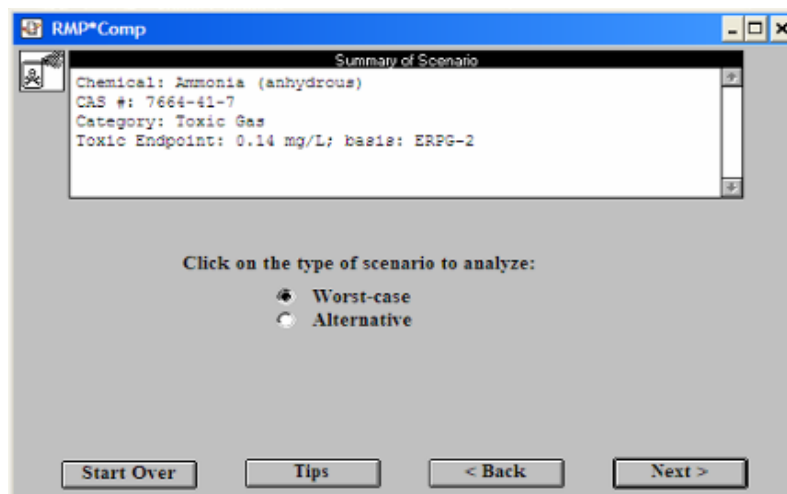 RMP*Comp
Summary of Scenario
Chemical: Ammonia (anhydrous)
CAS #: 7664-41-7
Category: Toxic Gas
Toxic Endpoint: 0.14 mg/L; basis: ERPG-2
Click on the type of scenario to analyze:
Worst-case
Alternative
Start Over Tips < Back Next >